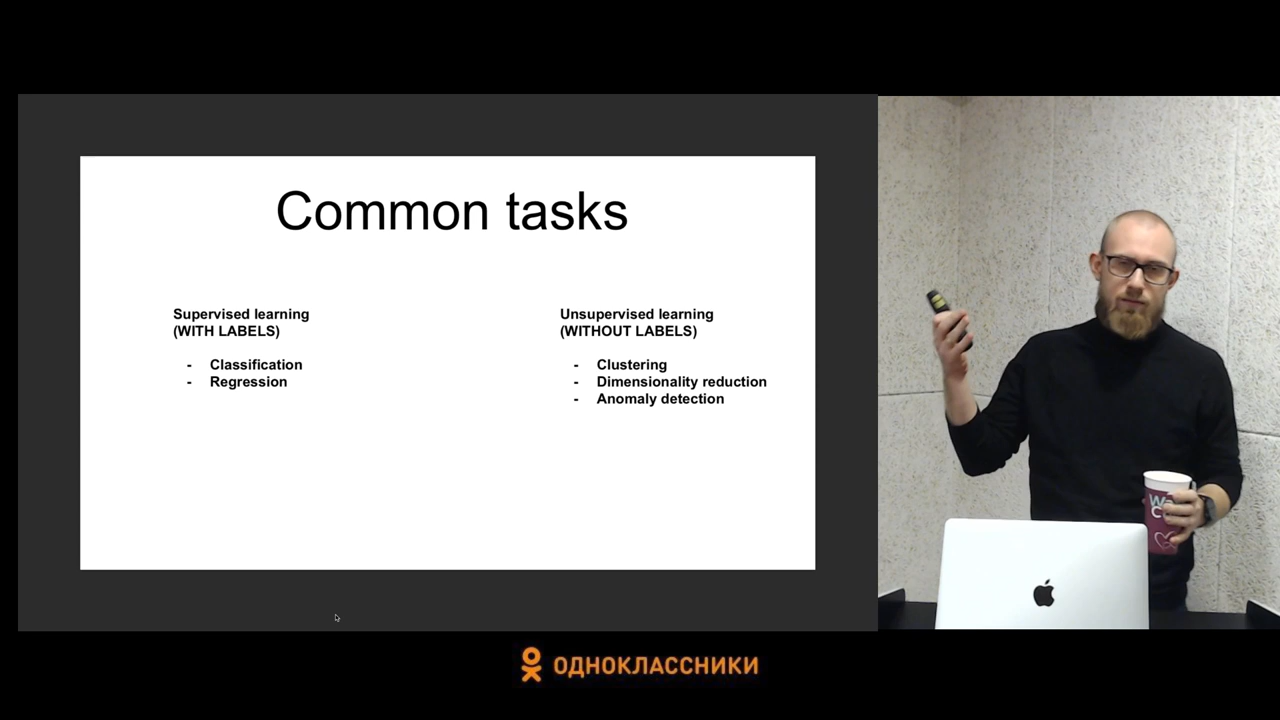 Common tasks
Supervised learning
(WITH LABELS)
- Classification
- Regression
Unsupervised learning
(WITHOUT LABELS)
- Clustering
- Dimensionality reduction
- Anomaly detection
ОДНОКЛАССНИКИ